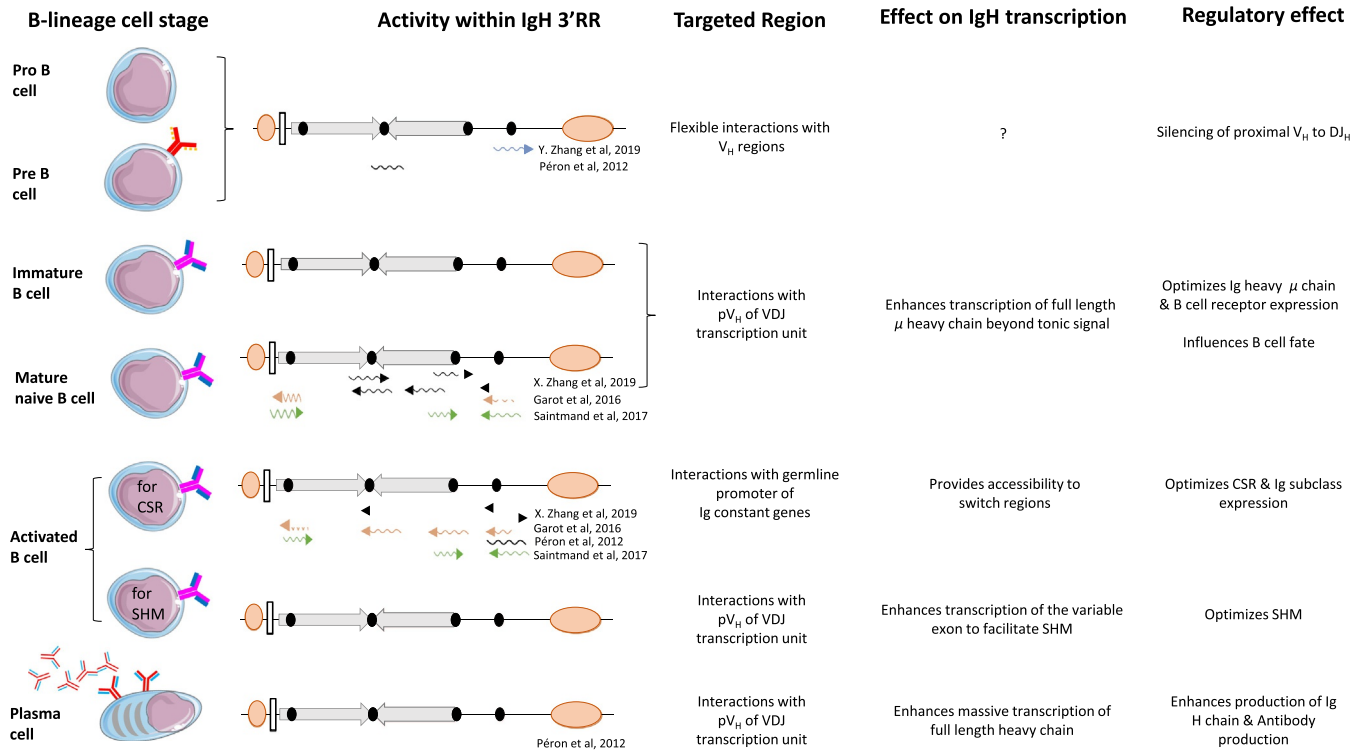 B-lineage cell stage
Activity within IgH 3'RR
Targeted Region
Effect on IgH transcription
Regulatory effect
Pro B
cell
Pre B
cell
Y. Zhang et al, 2019
Péron et al, 2012
Flexible interactions with
VH regions
?
Silencing of proximal VH to DJH
Immature
B cell
Mature
naive B cell
X. Zhang et al, 2019
Garot et al, 2016
Saintmand et al, 2017
Interactions with
pVH of VDJ
transcription unit
Enhances transcription of full length
μ heavy chain beyond tonic signal
Optimizes Ig heavy μ chain
& B cell receptor expression
Influences B cell fate
Activated
B cell
for
CSR
X. Zhang et al, 2019
Garot et al, 2016
Péron et al, 2012
Saintmand et al, 2017
Interactions with germline
promoter of
Ig constant genes
Provides accessibility to
switch regions
Optimizes CSR & Ig subclass
expression
for
SHM
Interactions with
pVH of VDJ
transcription unit
Enhances transcription of the variable
exon to facilitate SHM
Optimizes SHM
Plasma
cell
Péron et al, 2012
Interactions with
pVH of VDJ
transcription unit
Enhances massive transcription of
full length heavy chain
Enhances production of Ig
H chain & Antibody
production